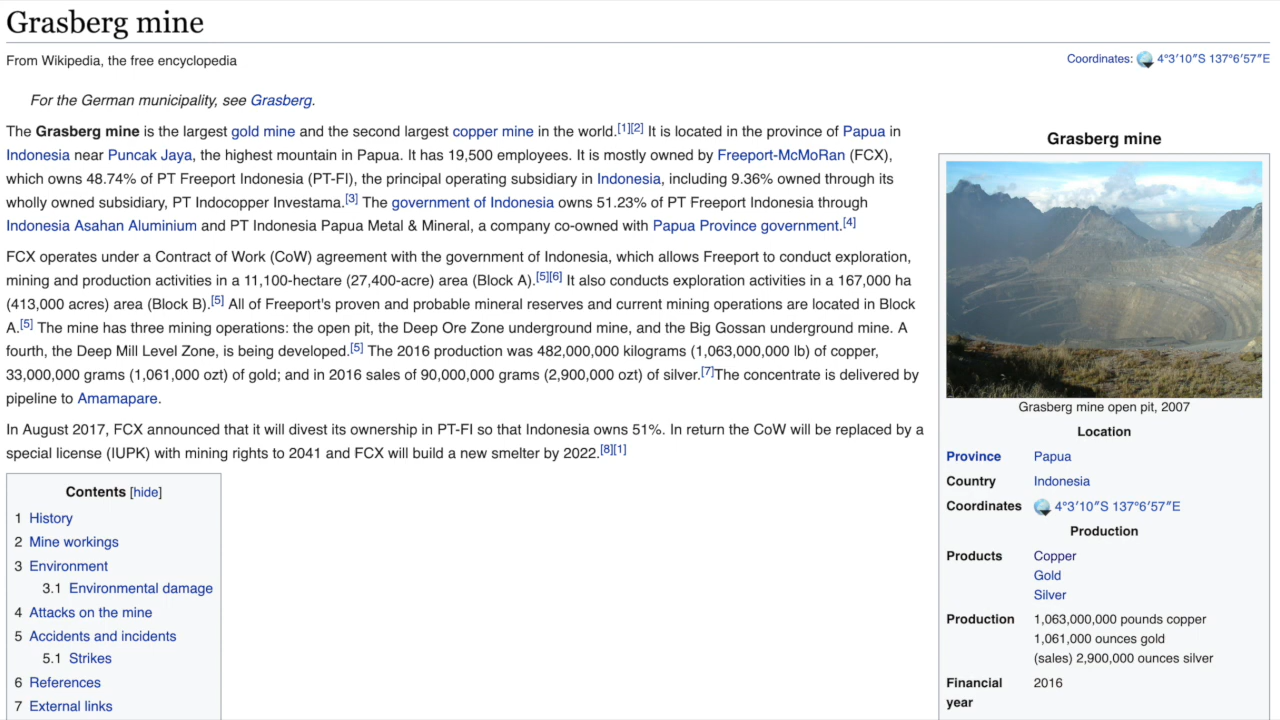 Grasberg mine
From Wikipedia, the free encyclopedia
Coordinates: 4°3′10″S 137°6′57″E
For the German municipality, see Grasberg.
The Grasberg mine is the largest gold mine and the second largest copper mine in the world.[1][2] It is located in the province of Papua in
Indonesia near Puncak Jaya, the highest mountain in Papua. It has 19,500 employees. It is mostly owned by Freeport-McMoRan (FCX),
which owns 48.74% of PT Freeport Indonesia (PT-FI), the principal operating subsidiary in Indonesia, including 9.36% owned through its
wholly owned subsidiary, PT Indocopper Investama.[3] The government of Indonesia owns 51.23% of PT Freeport Indonesia through
Indonesia Asahan Aluminium and PT Indonesia Papua Metal & Mineral, a company co-owned with Papua Province government.[4]
FCX operates under a Contract of Work (CoW) agreement with the government of Indonesia, which allows Freeport to conduct exploration,
mining and production activities in a 11,100-hectare (27,400-acre) area (Block A).[5][6] It also conducts exploration activities in a 167,000 ha
(413,000 acres) area (Block B).[5] All of Freeport's proven and probable mineral reserves and current mining operations are located in Block
A.[5] The mine has three mining operations: the open pit, the Deep Ore Zone underground mine, and the Big Gossan underground mine. A
fourth, the Deep Mill Level Zone, is being developed.[5] The 2016 production was 482,000,000 kilograms (1,063,000,000 lb) of copper,
33,000,000 grams (1,061,000 ozt) of gold; and in 2016 sales of 90,000,000 grams (2,900,000 ozt) of silver.[7]The concentrate is delivered by
pipeline to Amamapare.
In August 2017, FCX announced that it will divest its ownership in PT-FI so that Indonesia owns 51%. In return the CoW will be replaced by a
special license (IUPK) with mining rights to 2041 and FCX will build a new smelter by 2022.[8][1]
Contents [hide]
1 History
2 Mine workings
3 Environment
3.1 Environmental damage
4 Attacks on the mine
5 Accidents and incidents
5.1 Strikes
6 References
7 External links
Grasberg mine
Grasberg mine open pit, 2007
Location
Province Papua
Country Indonesia
Coordinates 4°3′10″S 137°6′57″E
Production
Products Copper
Gold
Silver
Production 1,063,000,000 pounds copper
1,061,000 ounces gold
(sales) 2,900,000 ounces silver
Financial 2016
year